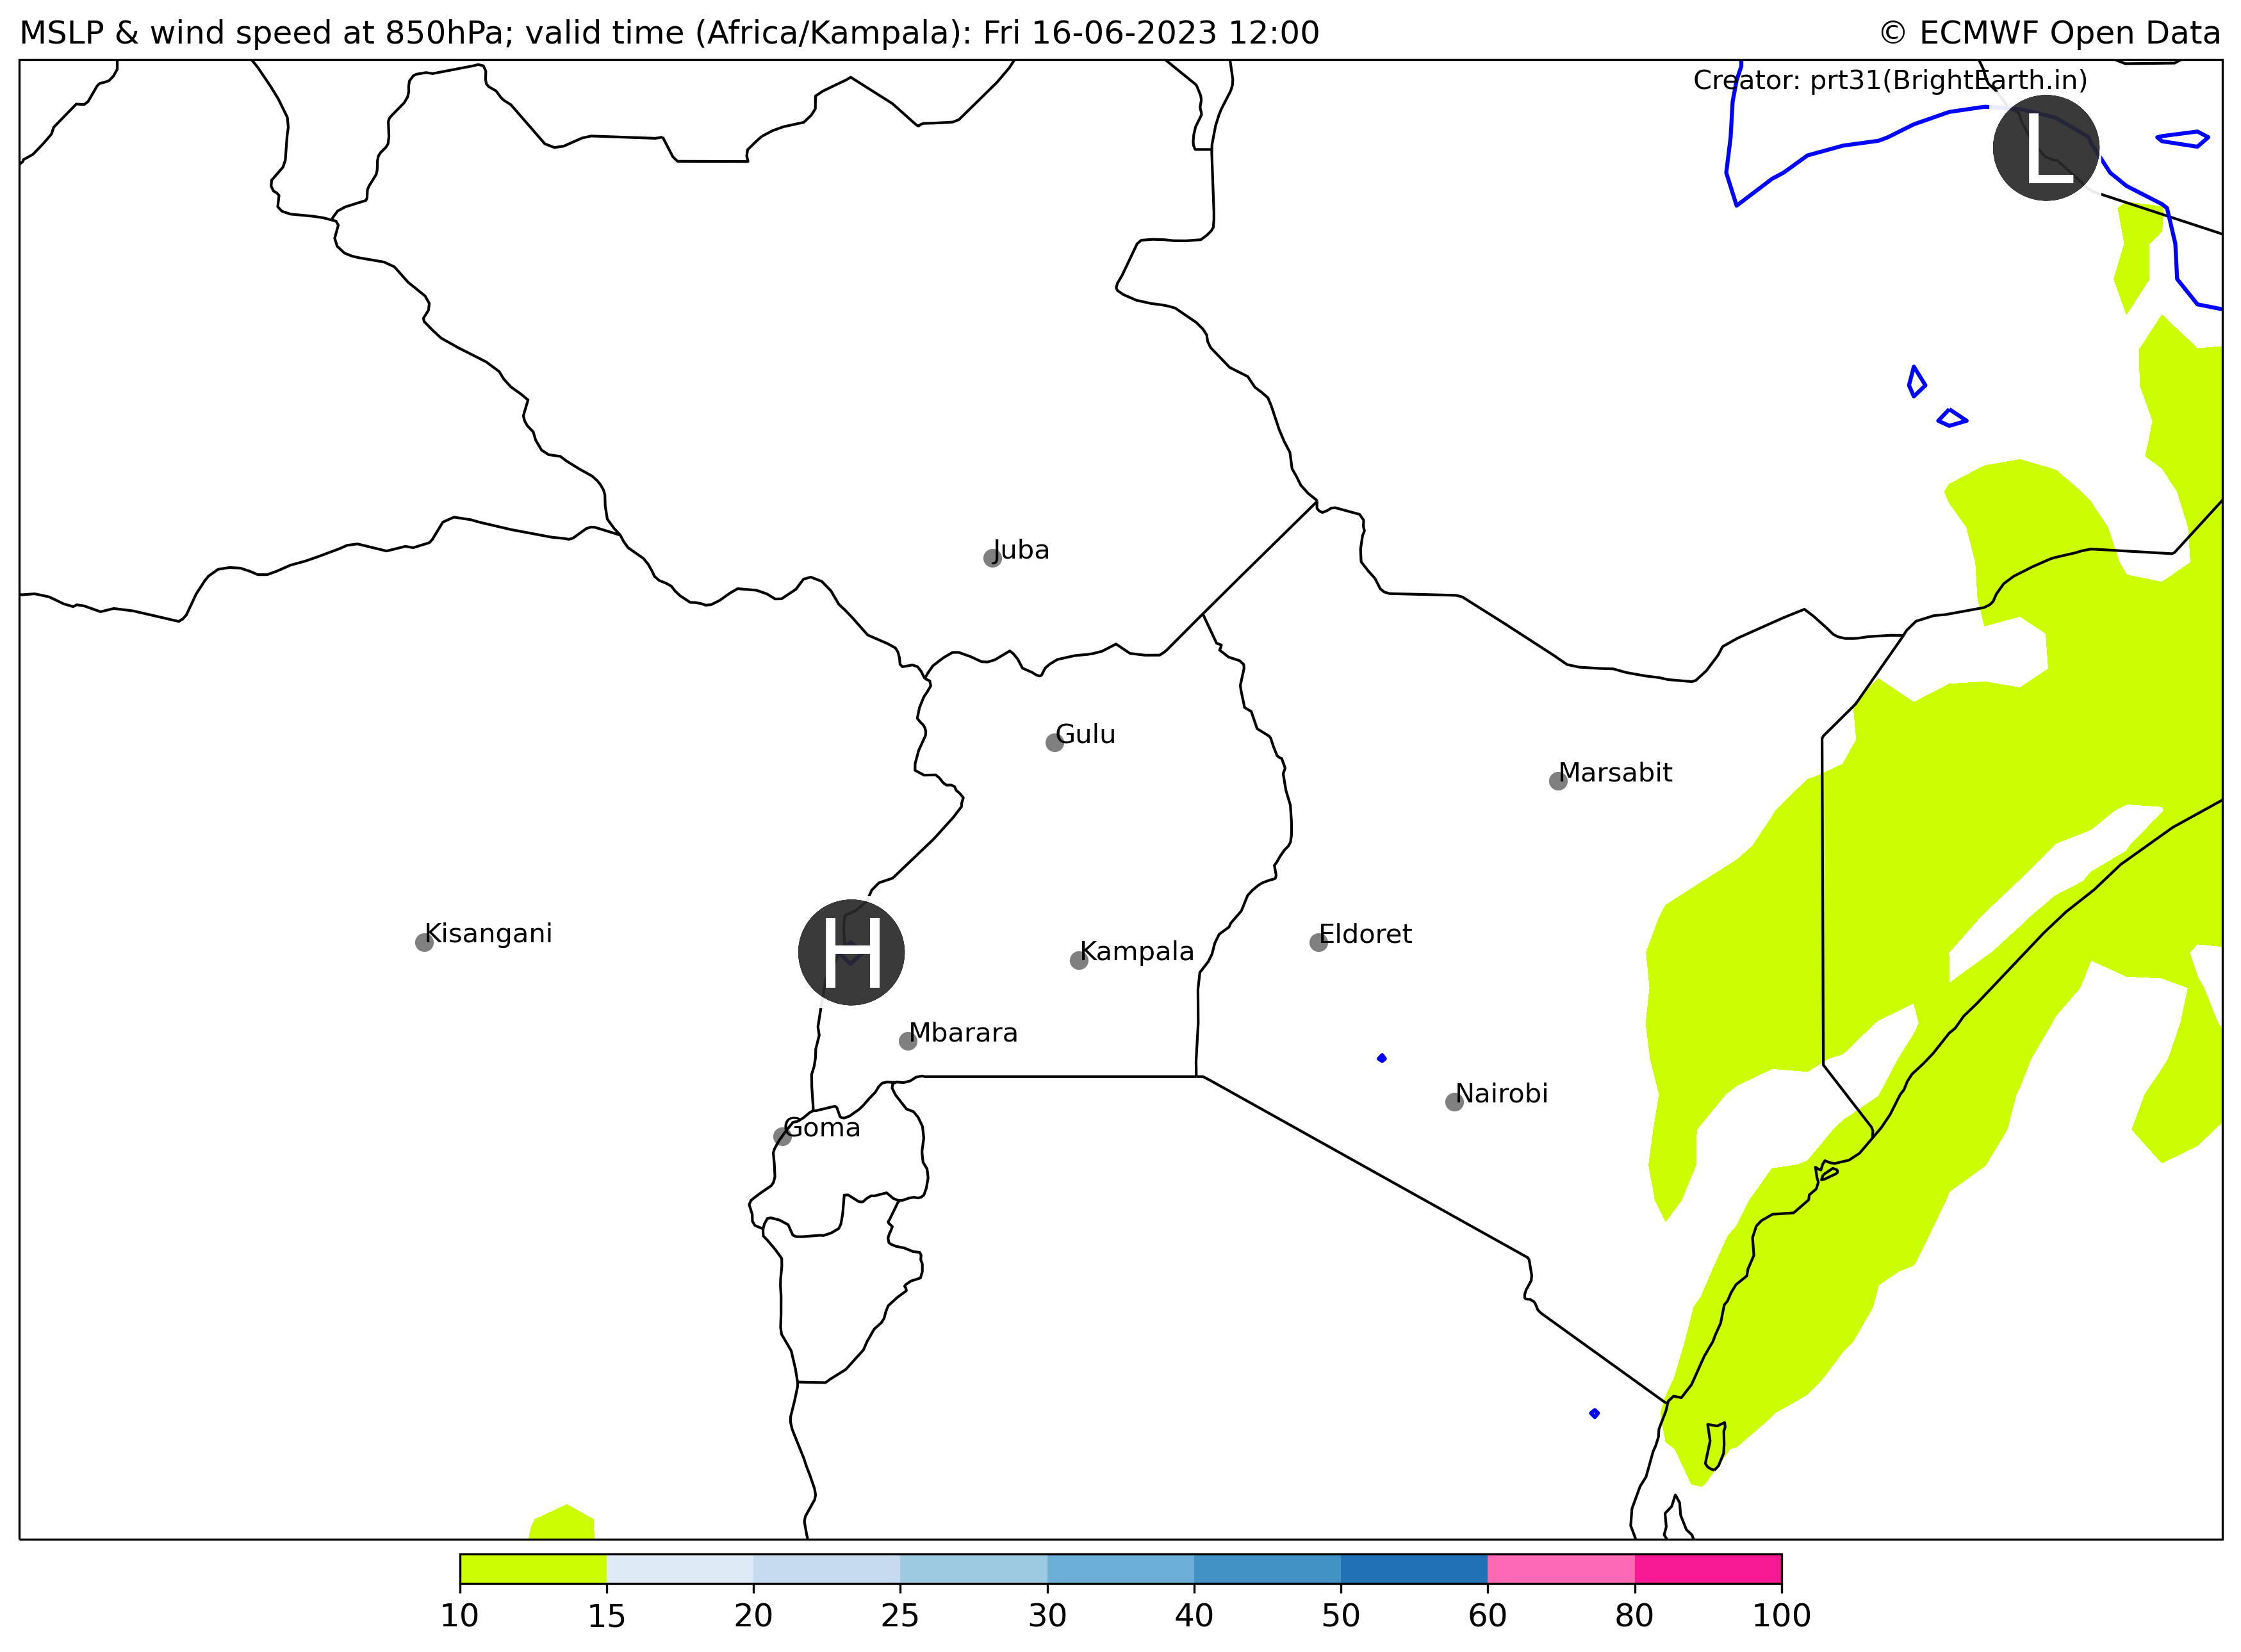 MSLP & wind speed at 850hPa; valid time (Africa/Kampala): Fri 16-06-2023 12:00
© ECMWF Open Data
Creator: prt31(BrightEarth.in)
L
Juba
Gulu
Marsabit
Kisangani
H
Kampala
Eldoret
Mbarara
Nairobi
Goma
10 15 20 25 30 40 50 60 80 100